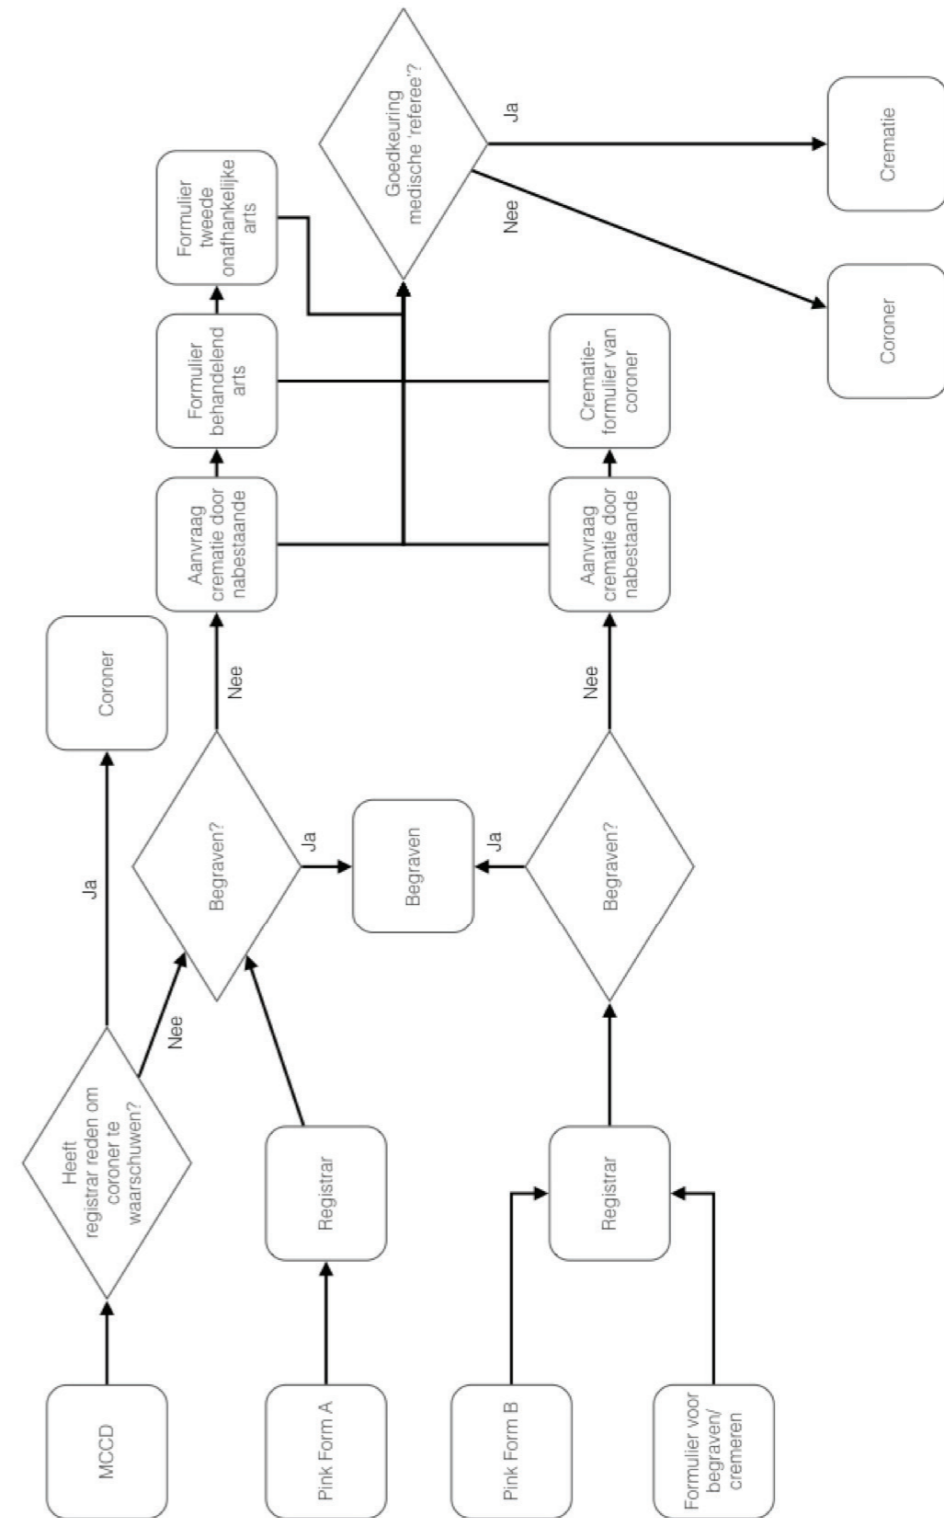 MCCD
Heeft
registrar reden om
coroner te
waarschuwen?
Ja
Nee
Coroner
Pink Form A
Registrar
Begraven?
Ja
Nee
Aanvraag
crematie door
nabestaande
Formulier
behandelend
arts
Formulier
tweede
onafhankelijke
arts
Begraven
Pink Form B
Formulier voor
begraven/
cremeren
Registrar
Begraven?
Ja
Nee
Aanvraag
crematie door
nabestaande
Crematie-
formulier van
coroner
Goedkeuring
medische 'referee'?
Nee
Ja
Coroner
Crematie